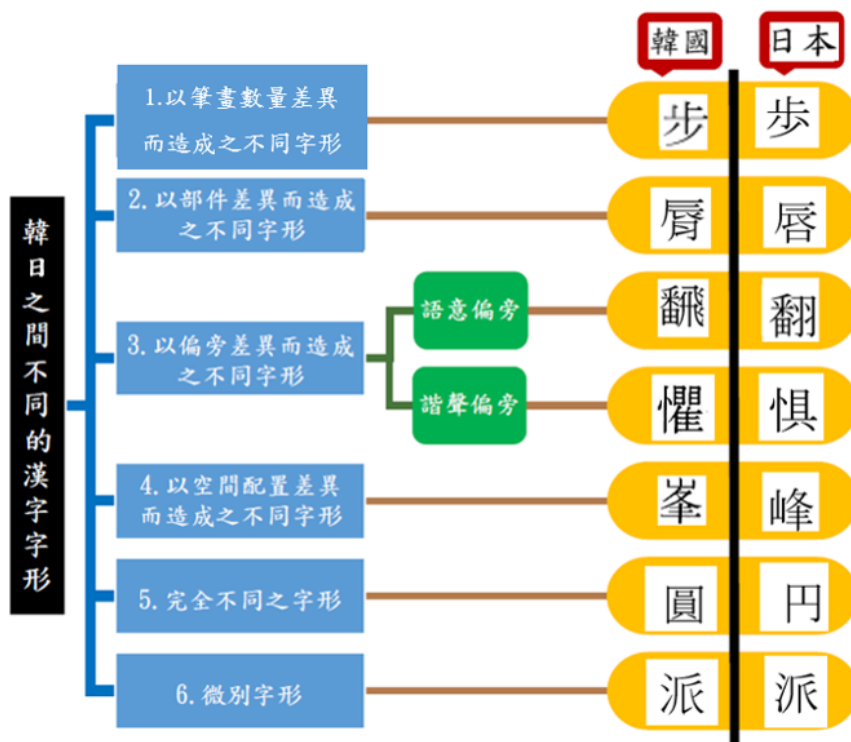 韓國
日本
韓日之間不同的漢字字形
1.以筆畫數量差異
而造成之不同字形
步
歩
2.以部件差異而造成
之不同字形
脣
唇
3.以偏旁差異而造成
之不同字形
語意偏旁
飜
翻
諧聲偏旁
懼
惧
4.以空間配置差異
而造成之不同字形
峯
峰
5.完全不同之字形
圓
円
6.微別字形
派
派